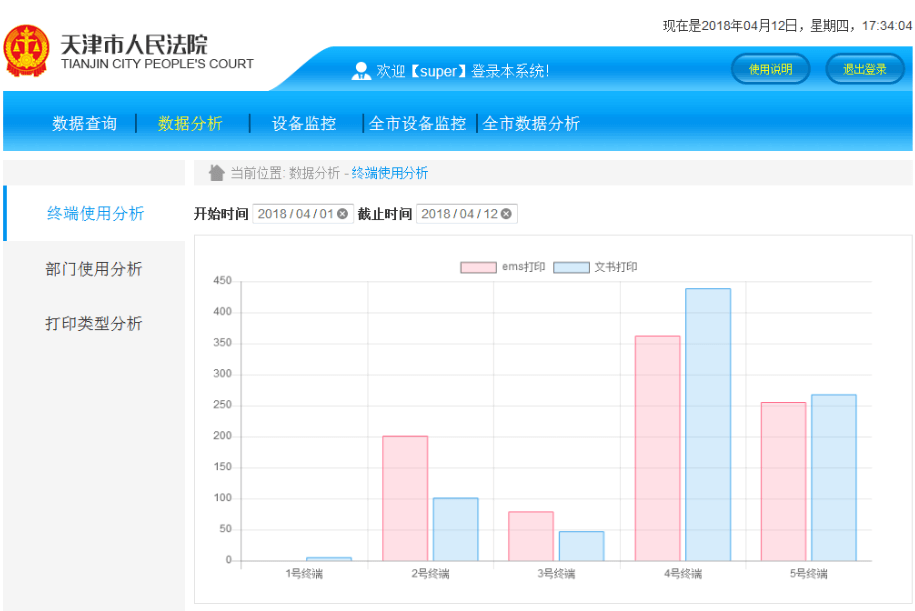 现在是2018年04月12日，星期四，17:34:04
天津市人民法院
TIANJIN CITY PEOPLE'S COURT
欢迎【super】登录本系统!
使用说明
退出登录
数据查询 数据分析 设备监控 全市设备监控 全市数据分析
当前位置: 数据分析 - 终端使用分析
终端使用分析
部门使用分析
打印类型分析
开始时间 2018/04/01 截止时间 2018/04/12
ems打印 文书打印
450
400
350
300
250
200
150
100
50
0
1号终端 2号终端 3号终端 4号终端 5号终端